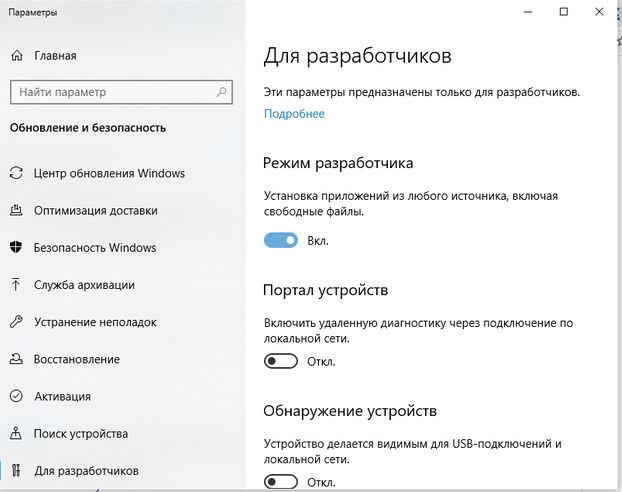 Параметры
Главная
Найти параметр
Обновление и безопасность
Центр обновления Windows
Оптимизация доставки
Безопасность Windows
Служба архивации
Устранение неполадок
Восстановление
Активация
Поиск устройства
Для разработчиков
Для разработчиков
Эти параметры предназначены только для разработчиков.
Подробнее
Режим разработчика
Установка приложений из любого источника, включая
свободные файлы.
Вкл.
Портал устройств
Включить удаленную диагностику через подключение по
локальной сети.
Откл.
Обнаружение устройств
Устройство делается видимым для USB-подключений и
локальной сети.
Откл.